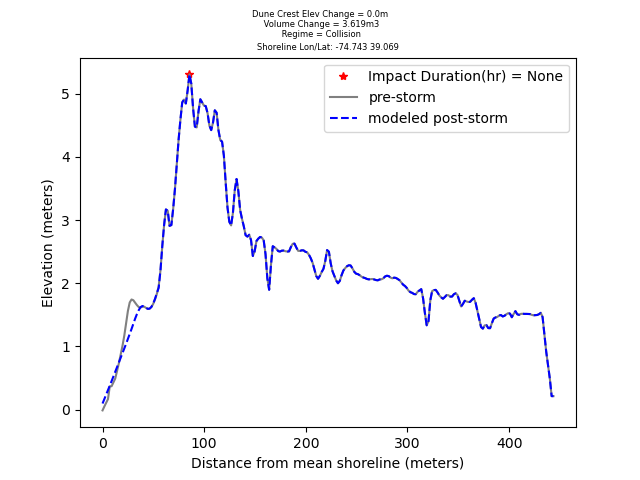 Dune Crest Elev Change = 0.0m
Volume Change = 3.619m3
Regime = Collision
Shoreline Lon/Lat: -74.743 39.069
Impact Duration(hr) = None
pre-storm
modeled post-storm
Elevation (meters)
5
4
3
2
1
0
0 100 200 300 400
Distance from mean shoreline (meters)